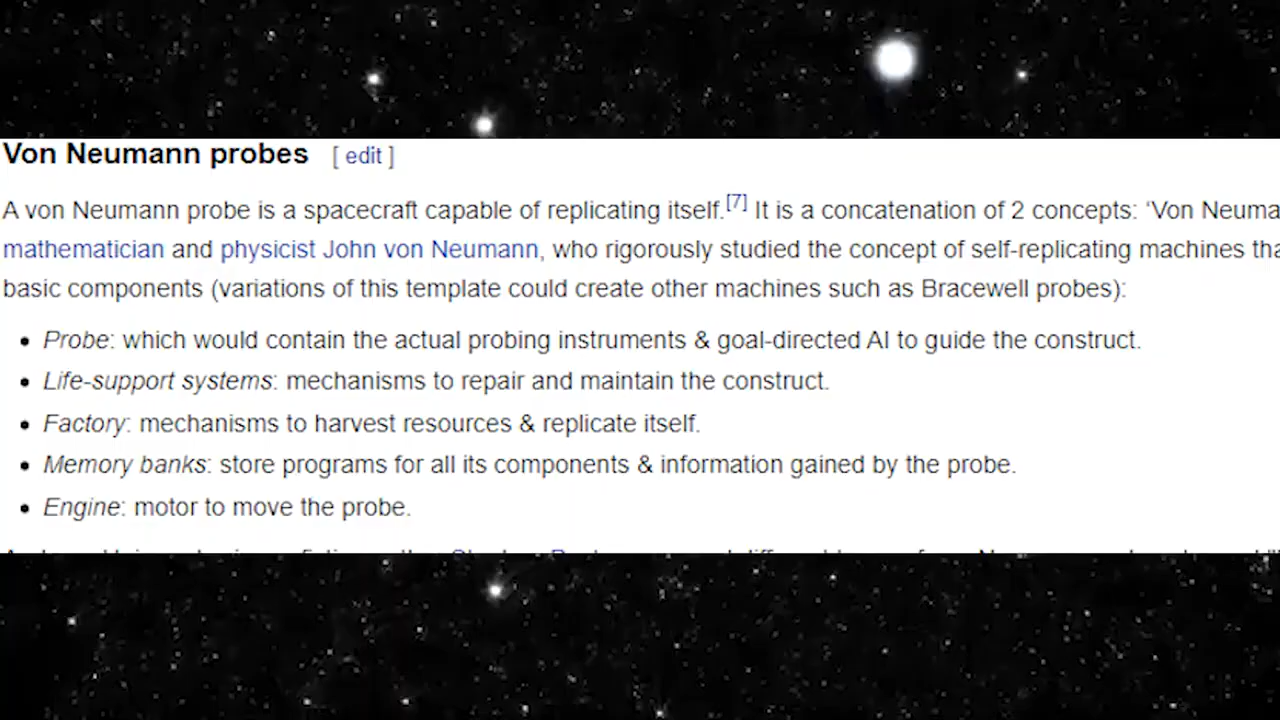 Von Neumann probes [ edit ]
A von Neumann probe is a spacecraft capable of replicating itself.[7] It is a concatenation of 2 concepts: ‘Von Neuma
mathematician and physicist John von Neumann, who rigorously studied the concept of self-replicating machines tha
basic components (variations of this template could create other machines such as Bracewell probes):
• Probe: which would contain the actual probing instruments & goal-directed AI to guide the construct.
• Life-support systems: mechanisms to repair and maintain the construct.
• Factory: mechanisms to harvest resources & replicate itself.
• Memory banks: store programs for all its components & information gained by the probe.
• Engine: motor to move the probe.